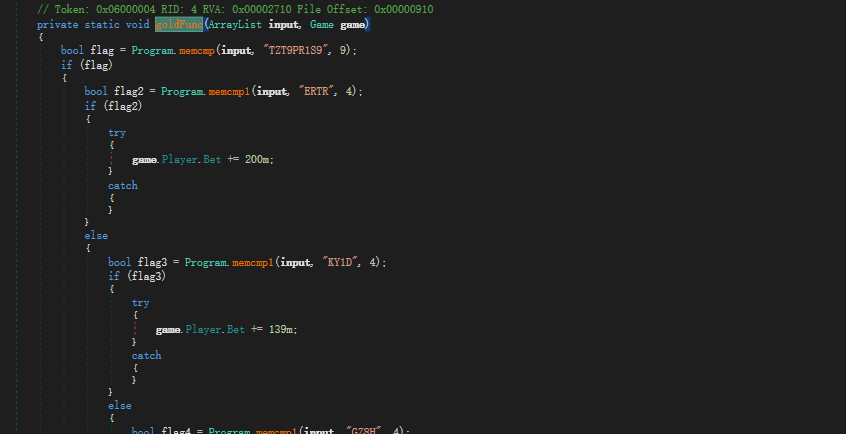 // Token: 0x06000004 RID: 4 RVA: 0x00002710 File Offset: 0x00000910
private static void goldFunc(ArrayList input, Game game)
{
bool flag = Program.memcmp(input, "TZT9PR1S9", 9);
if (flag)
{
bool flag2 = Program.memcmp1(input, "ERTR", 4);
if (flag2)
{
try
{
game.Player.Bet += 200m;
}
catch
{
}
}
else
{
bool flag3 = Program.memcmp1(input, "KY1D", 4);
if (flag3)
{
try
{
game.Player.Bet += 139m;
}
catch
{
}
}
else
{
bool flag4 = Program.memcmp1(input, "GZ8H", 4);